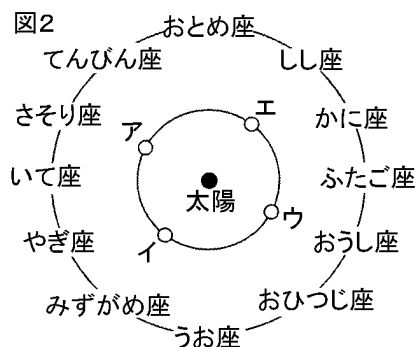 図2
おとめ座
てんびん座
しし座
さそり座
ア
エ
かに座
いて座
太陽
ふたご座
やぎ座
イ
ウ
おうし座
みずがめ座
おひつじ座
うお座